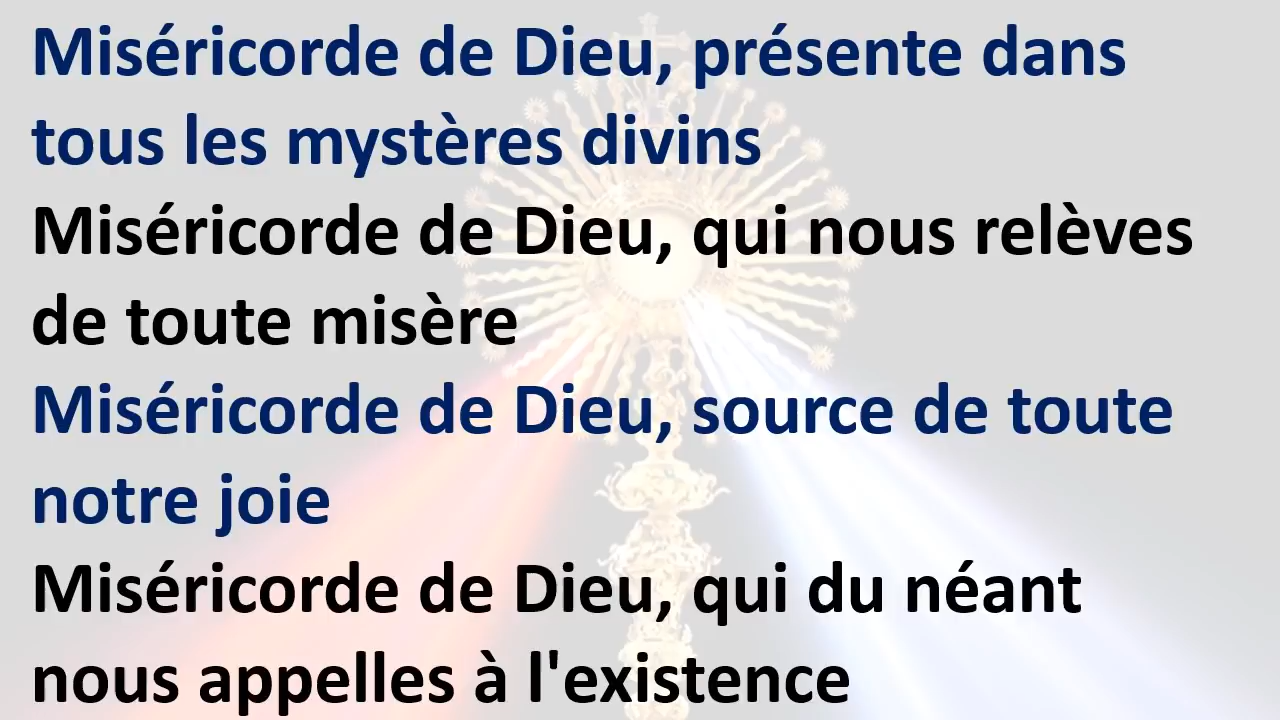 Miséricorde de Dieu, présente dans
tous les mystères divins
Miséricorde de Dieu, qui nous relèves
de toute misère
Miséricorde de Dieu, source de toute
notre joie
Miséricorde de Dieu, qui du néant
nous appelles à l'existence